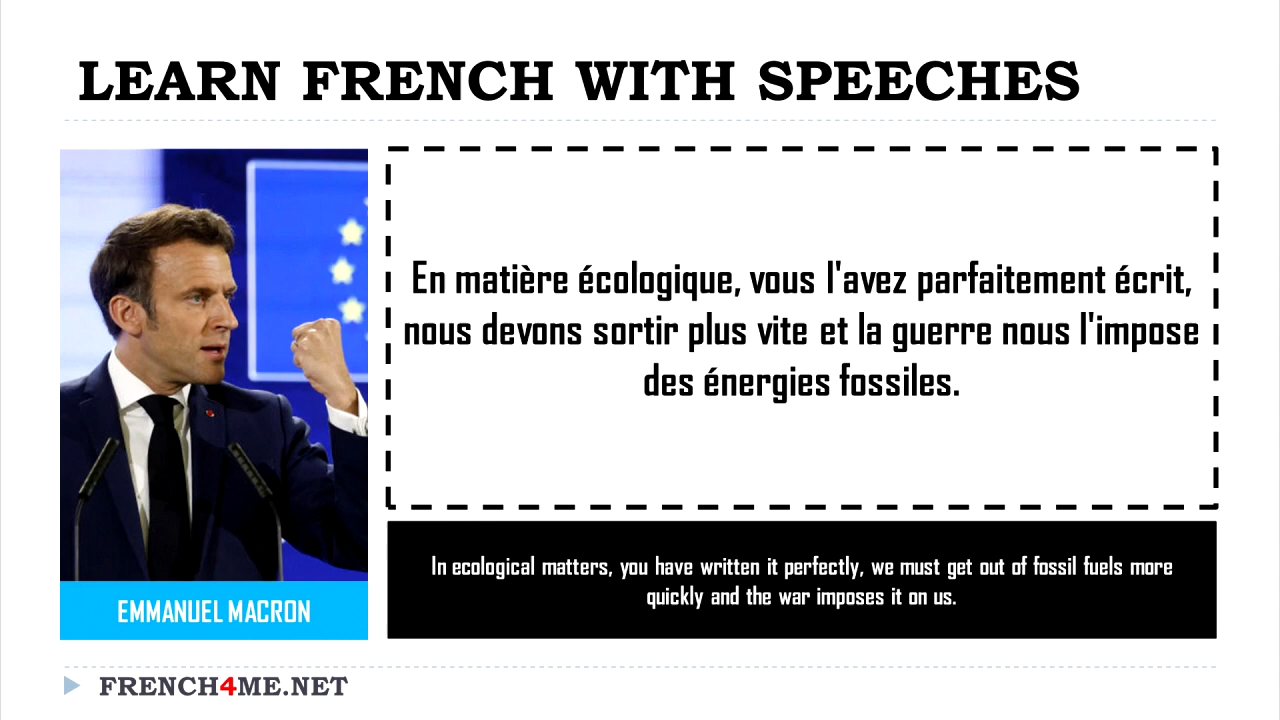 LEARN FRENCH WITH SPEECHES
En matière écologique, vous l'avez parfaitement écrit,
nous devons sortir plus vite et la guerre nous l'impose
des énergies fossiles.
In ecological matters, you have written it perfectly, we must get out of fossil fuels more
quickly and the war imposes it on us.
EMMANUEL MACRON
FRENCH4ME.NET